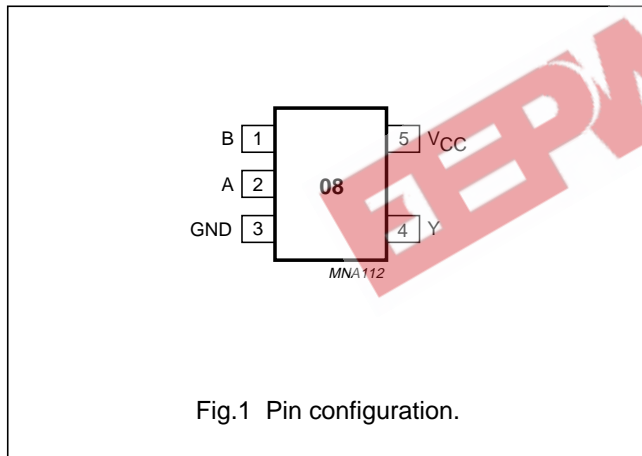 B 1
5 VCC
A 2
08
GND 3
4 Y
MNA112
Fig.1 Pin configuration.